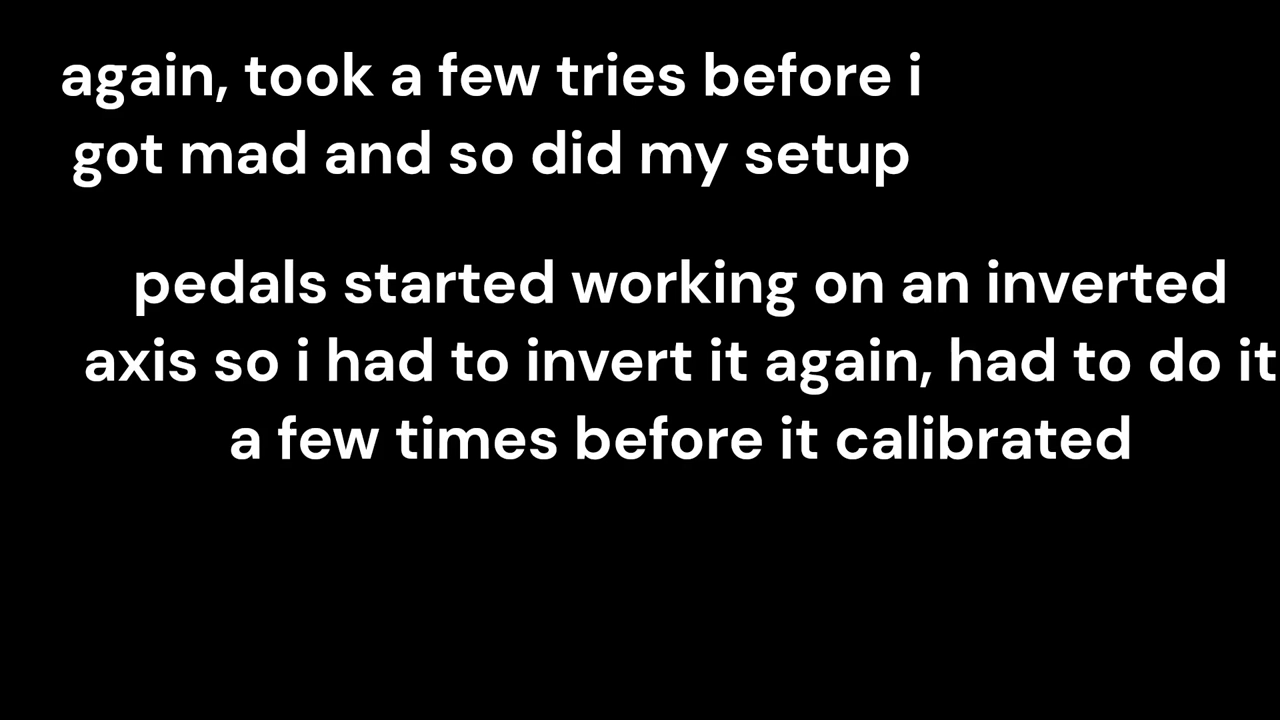 again, took a few tries before i
got mad and so did my setup
pedals started working on an inverted
axis so i had to invert it again, had to do it
a few times before it calibrated